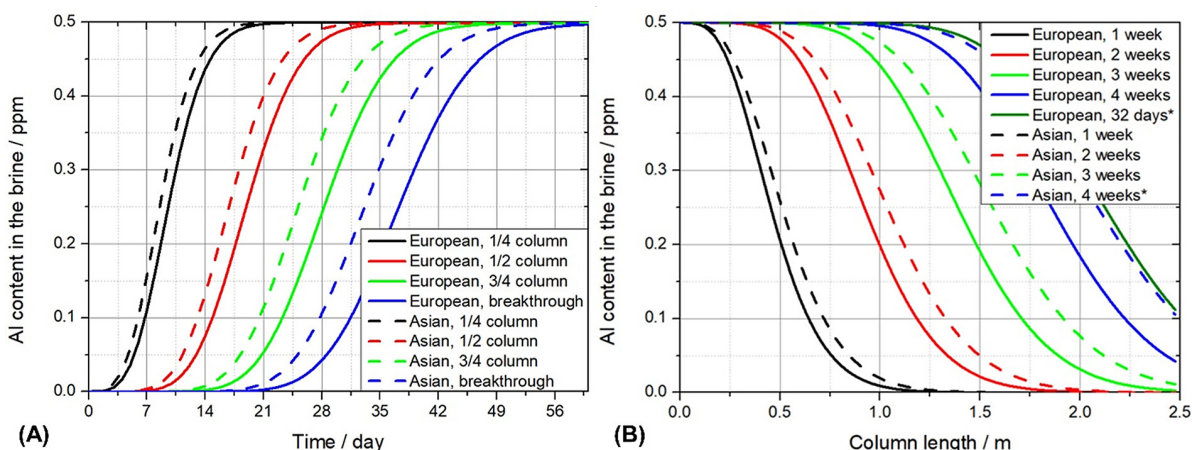 0.5
0.4
0.3
0.2
0.1
0.0
Al content in the brine / ppm
European, 1/4 column
European, 1/2 column
European, 3/4 column
European, breakthrough
Asian, 1/4 column
Asian, 1/2 column
Asian, 3/4 column
Asian, breakthrough
0 7 14 21 28 35 42 49 56
Time / day
(A)
0.5
0.4
0.3
0.2
0.1
0.0
Al content in the brine / ppm
European, 1 week
European, 2 weeks
European, 3 weeks
European, 4 weeks
European, 32 days*
Asian, 1 week
Asian, 2 weeks
Asian, 3 weeks
Asian, 4 weeks*
0.0 0.5 1.0 1.5 2.0 2.5
Column length / m
(B)